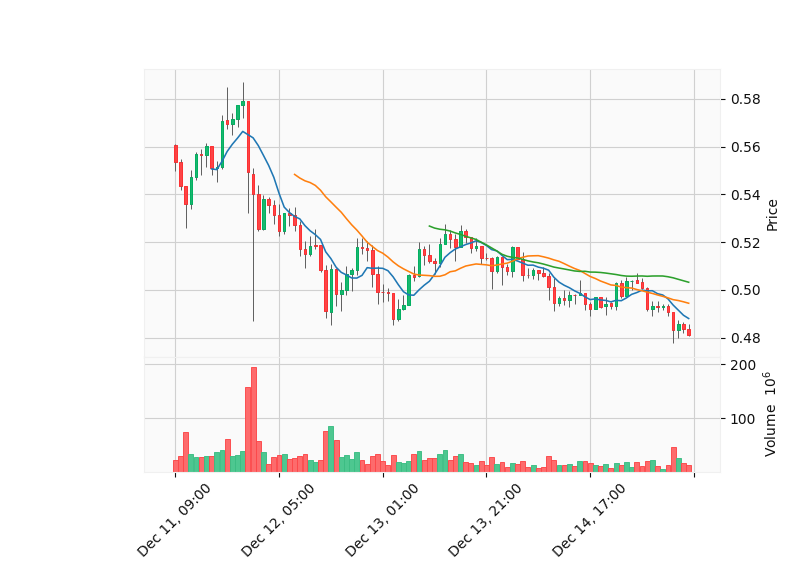 0.58
0.56
0.54
0.52
0.50
0.48
Price
200
100
Volume 10^6
Dec 11, 09:00
Dec 12, 05:00
Dec 13, 01:00
Dec 13, 21:00
Dec 14, 17:00